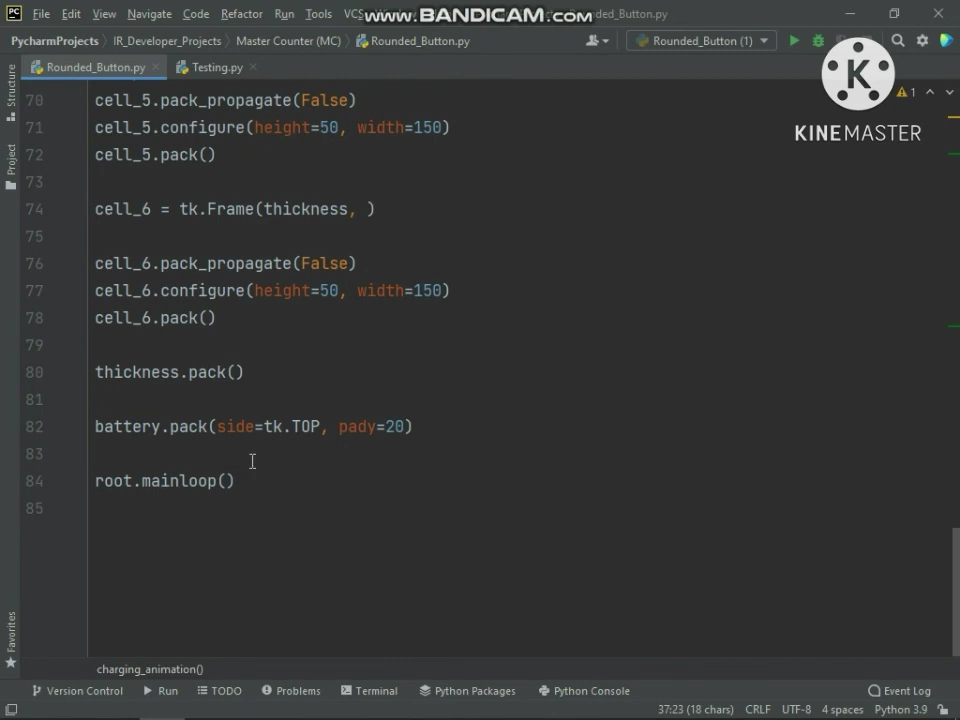 PC File Edit View Navigate Code Refactor Run Tools VCS www.BANDICAM.com Rounded_Button.py
PycharmProjects IR_Developer_Projects Master Counter (MC) Rounded_Button.py Rounded_Button (1)
Rounded_Button.py Testing.py
K
KINEMASTER
1
Structure
Project
Favorites
70 cell_5.pack_propagate(False)
71 cell_5.configure(height=50, width=150)
72 cell_5.pack()
73
74 cell_6 = tk.Frame(thickness, )
75
76 cell_6.pack_propagate(False)
77 cell_6.configure(height=50, width=150)
78 cell_6.pack()
79
80 thickness.pack()
81
82 battery.pack(side=tk.TOP, pady=20)
83
84 root.mainloop()
85
charging_animation()
Version Control Run TODO Problems Terminal Python Packages Python Console Event Log
37:23 (18 chars) CRLF UTF-8 4 spaces Python 3.9